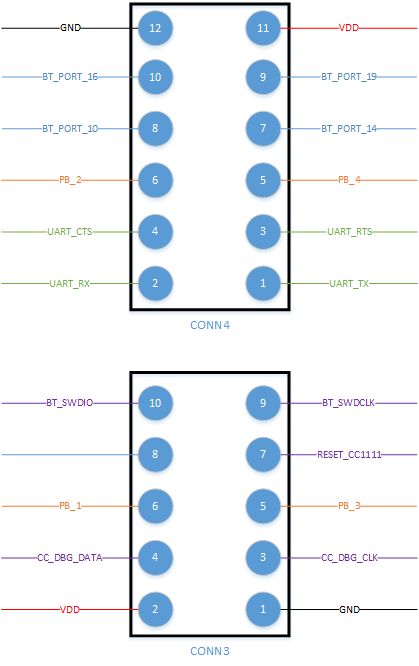 GND 12 11 VDD
BT_PORT_16 10 9 BT_PORT_19
BT_PORT_10 8 7 BT_PORT_14
PB_2 6 5 PB_4
UART_CTS 4 3 UART_RTS
UART_RX 2 1 UART_TX
CONN4
BT_SWDIO 10 9 BT_SWDCLK
8 7 RESET_CC1111
PB_1 6 5 PB_3
CC_DBG_DATA 4 3 CC_DBG_CLK
VDD 2 1 GND
CONN3